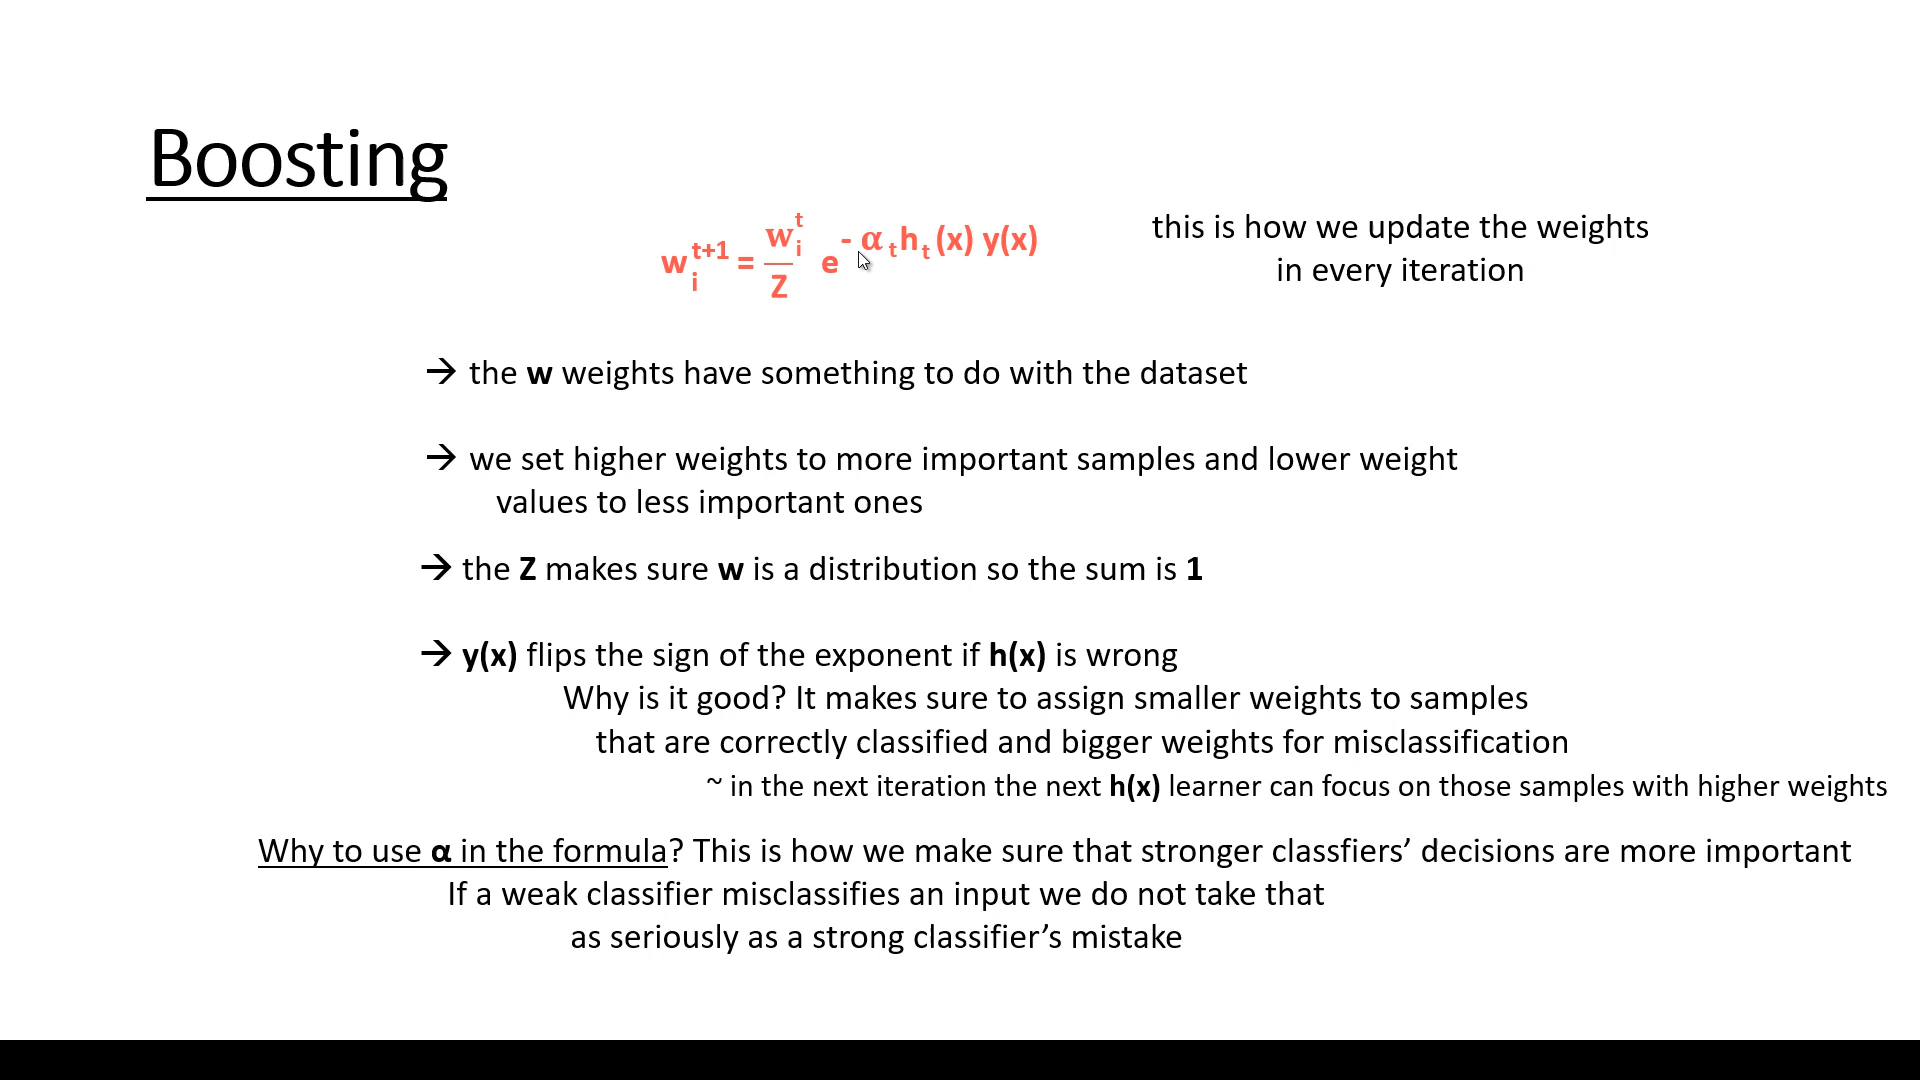 Boosting
w_i^{t+1} = \frac{w_i^t}{Z} e^{- α_t h_t (x) y(x)}
this is how we update the weights
in every iteration
→ the w weights have something to do with the dataset
→ we set higher weights to more important samples and lower weight
values to less important ones
→ the Z makes sure w is a distribution so the sum is 1
→ y(x) flips the sign of the exponent if h(x) is wrong
Why is it good? It makes sure to assign smaller weights to samples
that are correctly classified and bigger weights for misclassification
~ in the next iteration the next h(x) learner can focus on those samples with higher weights
Why to use α in the formula? This is how we make sure that stronger classfiers’ decisions are more important
If a weak classifier misclassifies an input we do not take that
as seriously as a strong classifier’s mistake